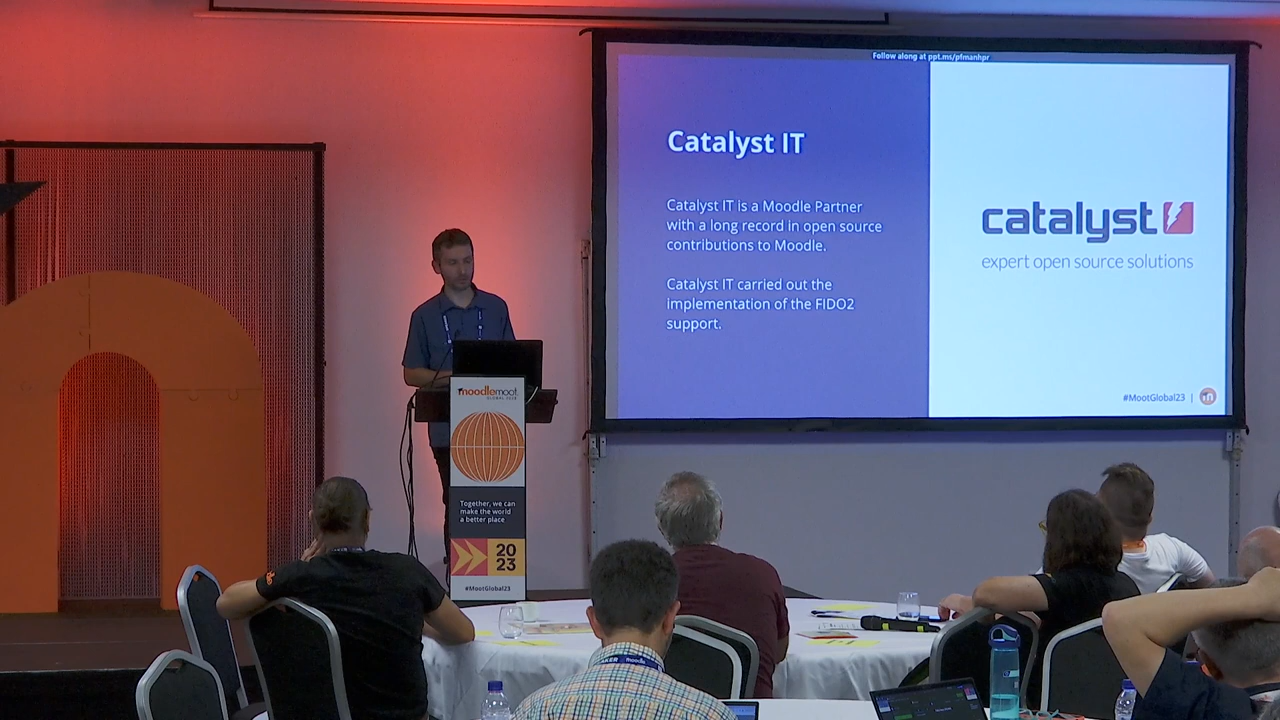 Follow along at ppt.ms/pfmanhpr
Catalyst IT
Catalyst IT is a Moodle Partner
with a long record in open source
contributions to Moodle.
Catalyst IT carried out the
implementation of the FIDO2
support.
catalyst
expert open source solutions
#MootGlobal23 | m
moodlemoot
GLOBAL 2023
Together, we can
make the world
a better place
20
23
#MootGlobal23
moodle